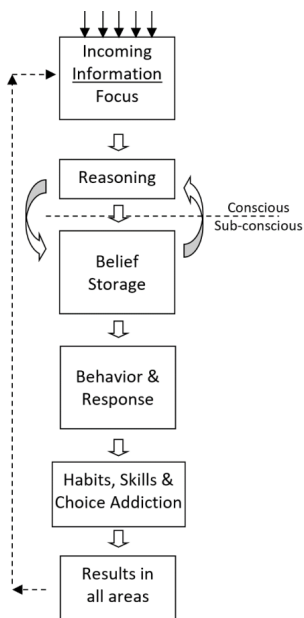 Incoming
Information
Focus
Reasoning
Conscious
Sub-conscious
Belief
Storage
Behavior &
Response
Habits, Skills &
Choice Addiction
Results in
all areas